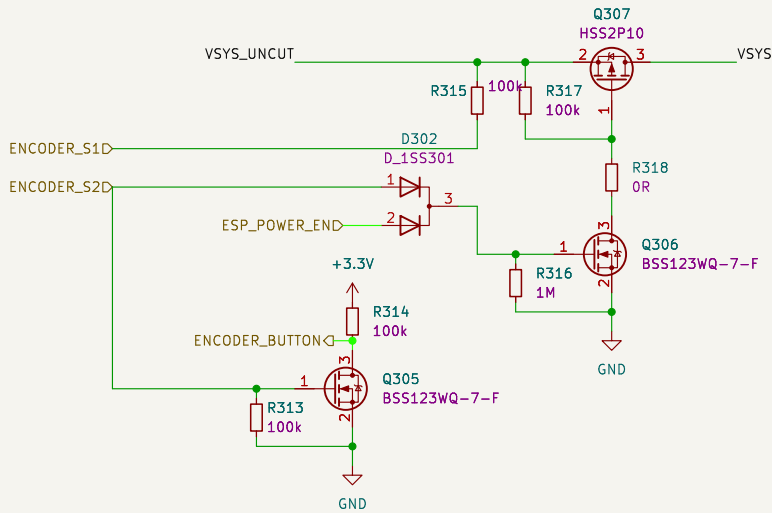 Q307
HSS2P10
VSYS_UNCUT
2
3
VSYS
R315
100k
R317
100k
1
ENCODER_S1
D302
D_1SS301
R318
0R
ENCODER_S2
1
3
2
ESP_POWER_EN
3
Q306
1
BSS123WQ-7-F
2
R316
1M
+3.3V
R314
100k
ENCODER_BUTTON
GND
3
Q305
1
BSS123WQ-7-F
2
R313
100k
GND